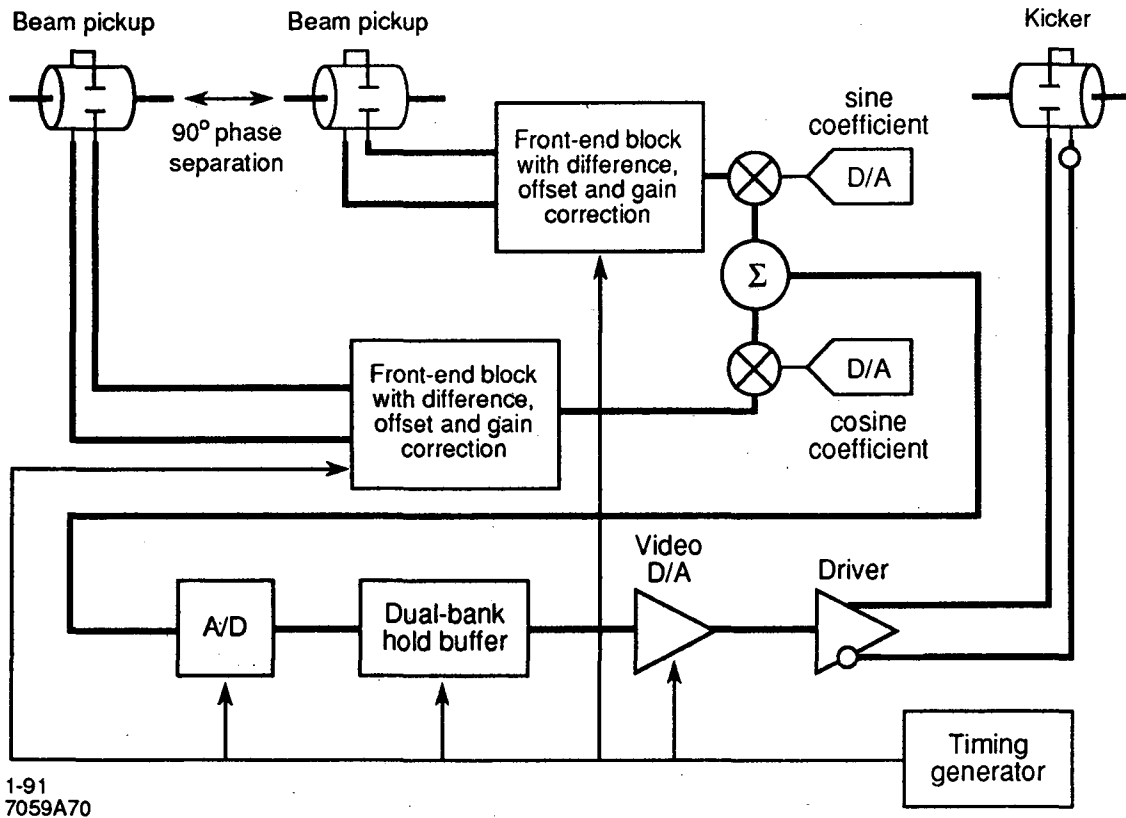 Beam pickup
Beam pickup
Kicker
90° phase
separation
Front-end block
with difference,
offset and gain
correction
sine
coefficient
D/A
Σ
Front-end block
with difference,
offset and gain
correction
D/A
cosine
coefficient
A/D
Dual-bank
hold buffer
Video
D/A
Driver
Timing
generator
1-91
7059A70